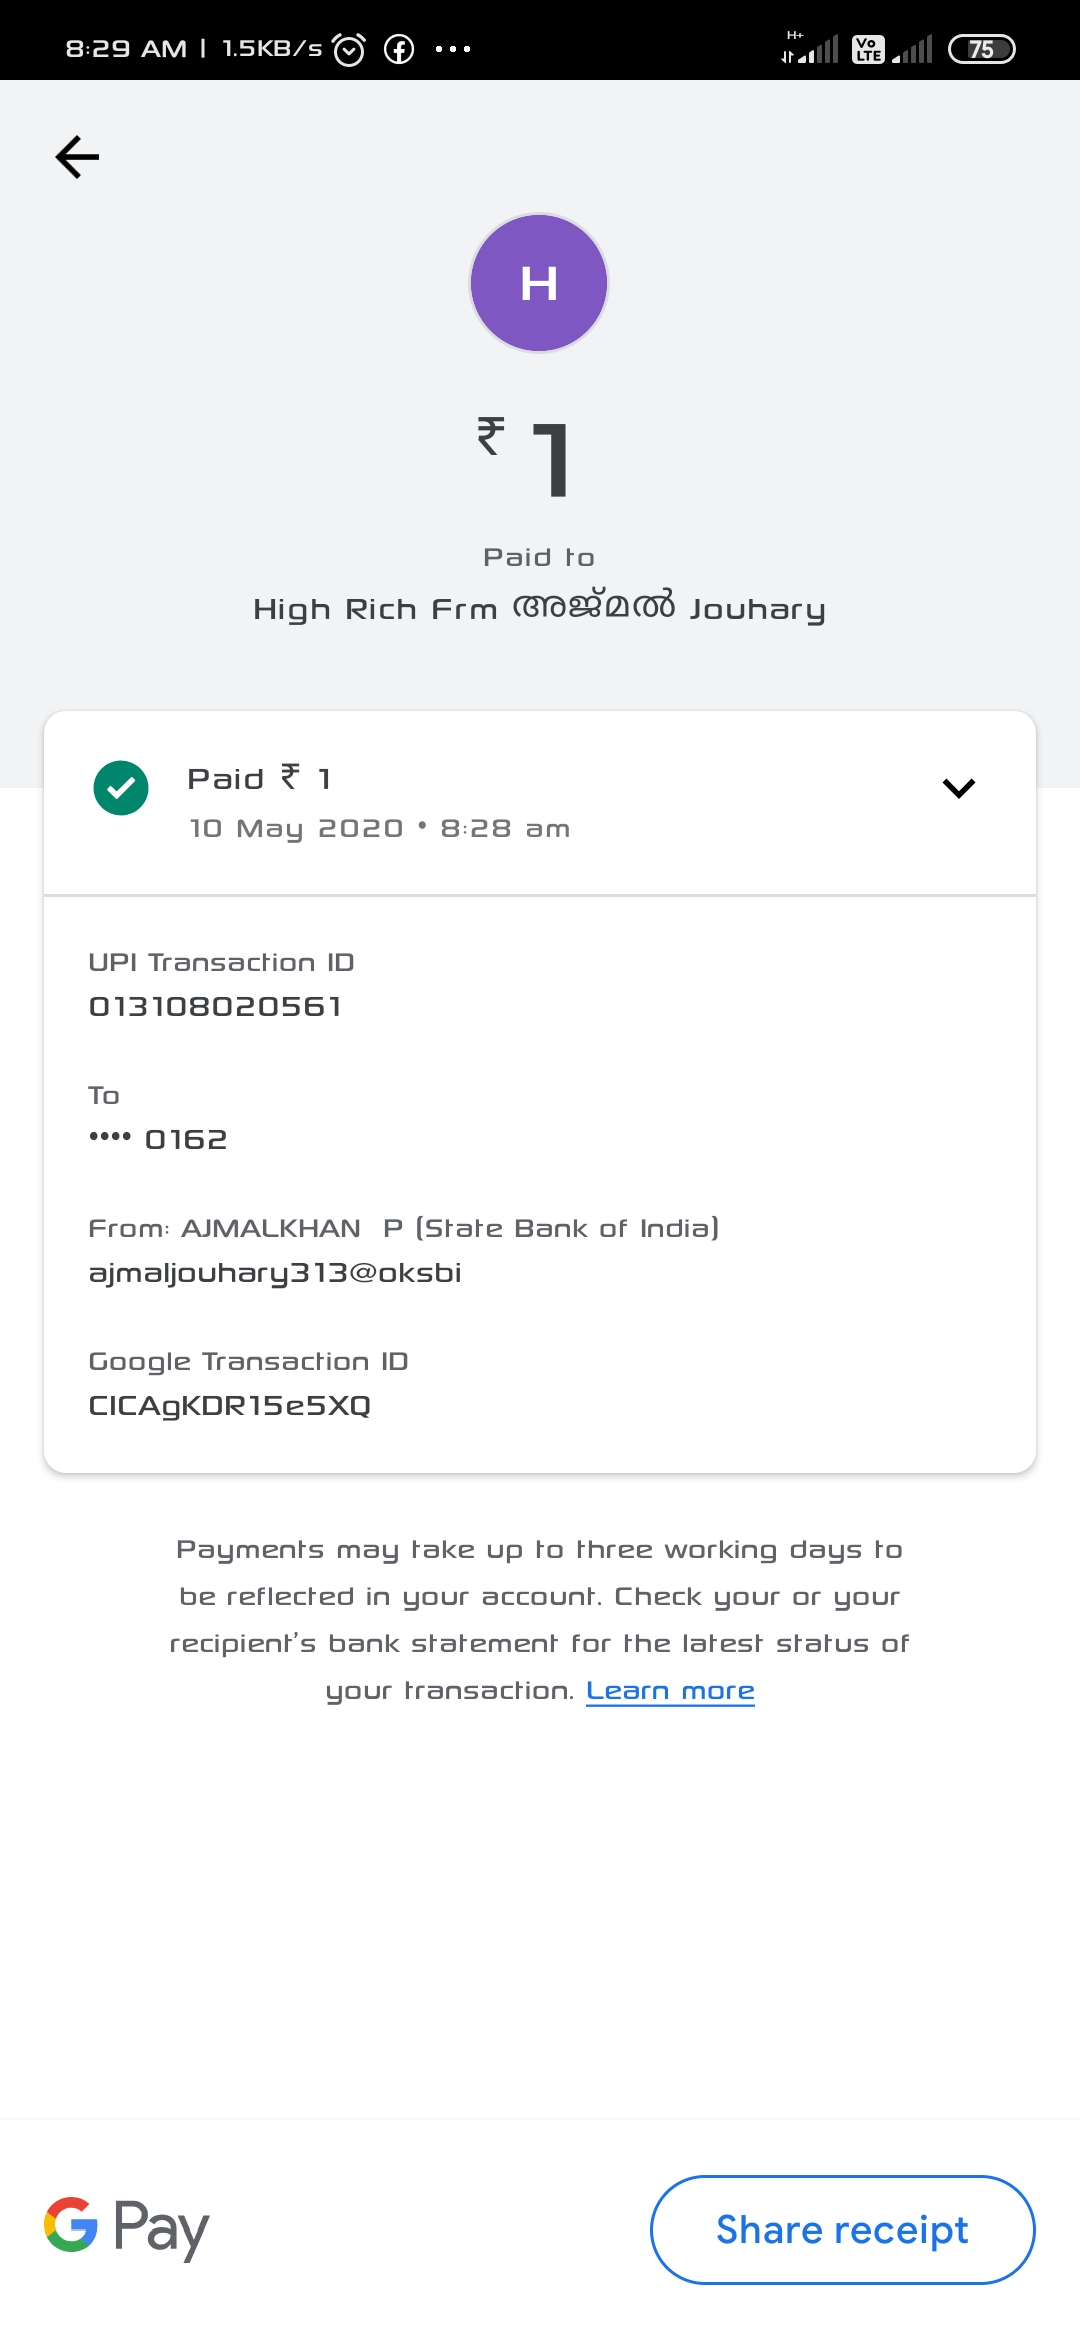 8:29 AM | 1.5KB/s
H+
Vo LTE
75
H
₹ 1
Paid to
High Rich Frm അജ്മൽ Jouhary
Paid ₹ 1
10 May 2020 • 8:28 am
UPI Transaction ID
013108020561
To
•••• 0162
From: AJMALKHAN  P (State Bank of India)
ajmaljouhary313@oksbi
Google Transaction ID
CICAgKDR15e5XQ
Payments may take up to three working days to
be reflected in your account. Check your or your
recipient's bank statement for the latest status of
your transaction. Learn more
G Pay
Share receipt